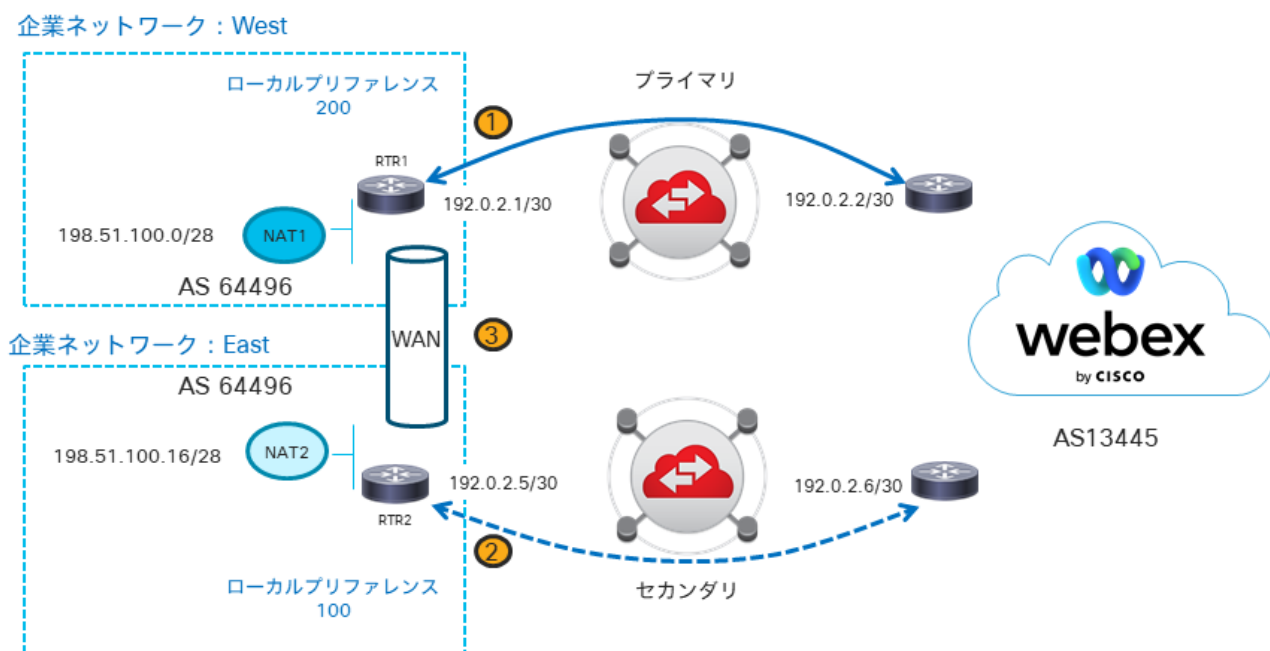 企業ネットワーク：West
ローカルプリファレンス
200
プライマリ
1
RTR1
192.0.2.1/30
192.0.2.2/30
198.51.100.0/28
NAT1
AS 64496
WAN
3
企業ネットワーク：East
AS 64496
webex
by CISCO
AS13445
198.51.100.16/28
NAT2
192.0.2.5/30
192.0.2.6/30
RTR2
2
ローカルプリファレンス
100
セカンダリ